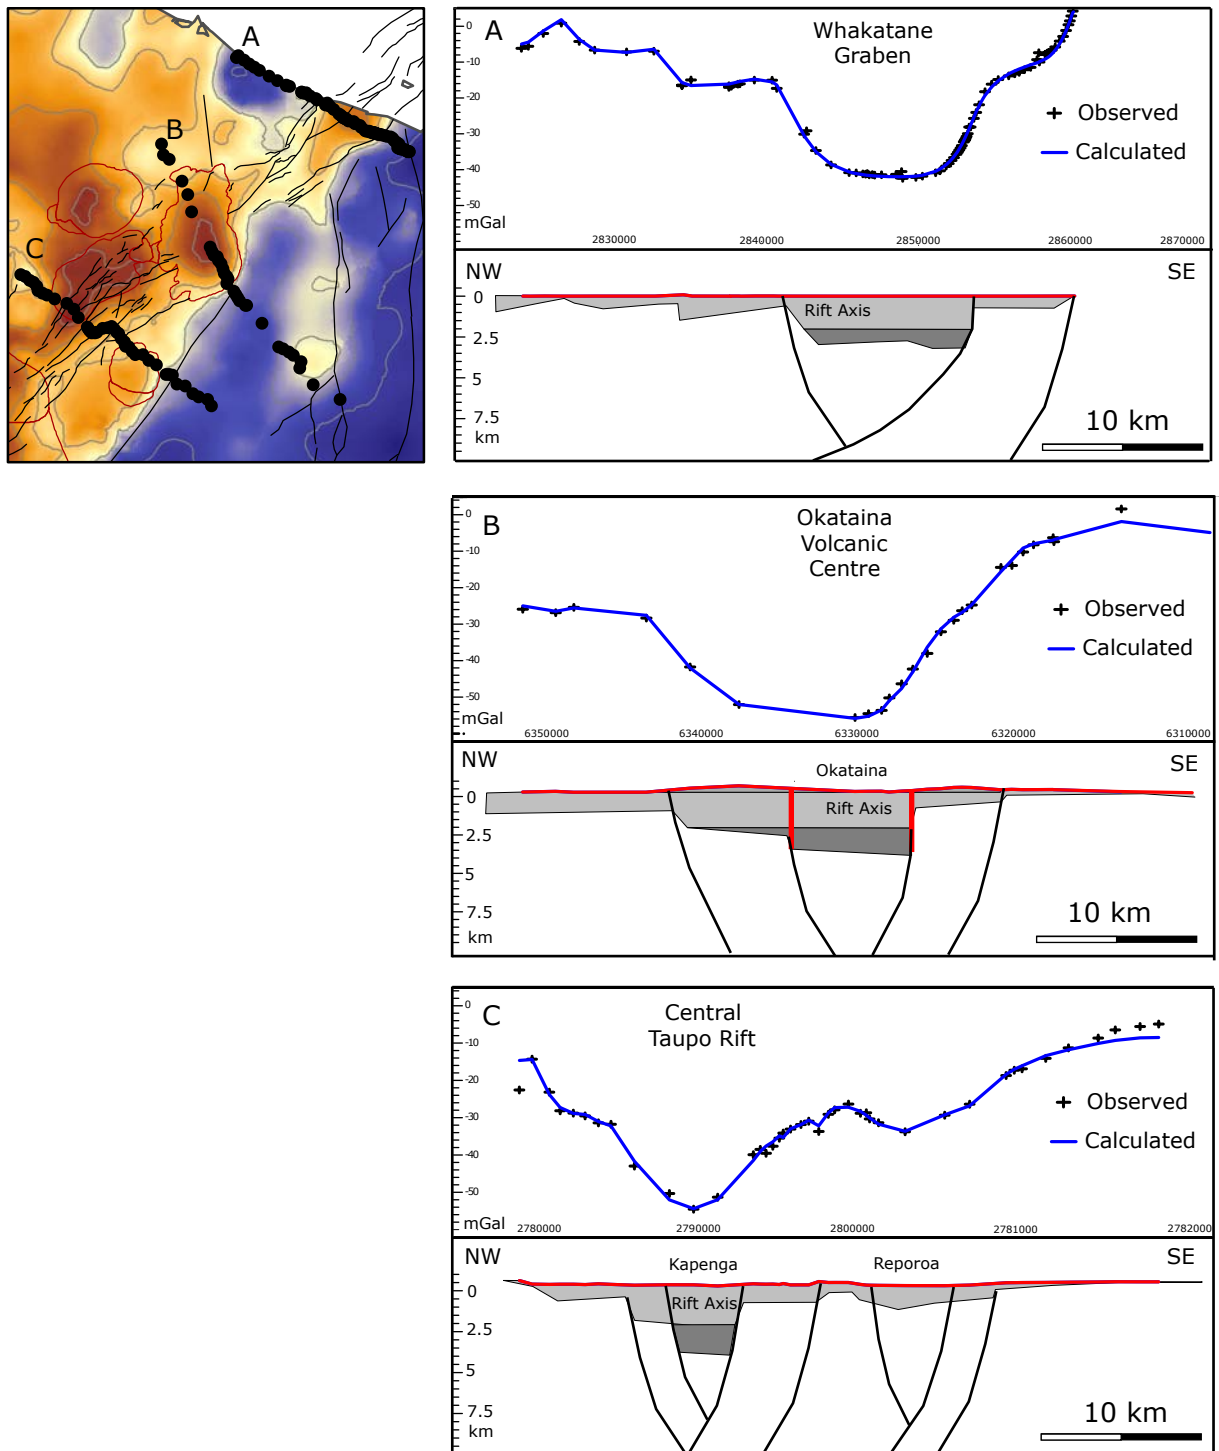 A
B
C
A
Whakatane
Graben
0
-10
-20
-30
-40
-50
mGal
Observed
Calculated
2830000 2840000 2850000 2860000 2870000
NW
SE
0
2.5
5
7.5
km
Rift Axis
10 km
B
Okataina
Volcanic
Centre
0
-10
-20
-30
-40
-50
mGal
Observed
Calculated
6350000 6340000 6330000 6320000 6310000
NW
SE
Okataina
0
2.5
5
7.5
km
Rift Axis
10 km
C
Central
Taupo Rift
0
-10
-20
-30
-40
-50
mGal
Observed
Calculated
2780000 2790000 2800000 2781000 2782000
NW
SE
Kapenga
Reporoa
0
2.5
5
7.5
km
Rift Axis
10 km